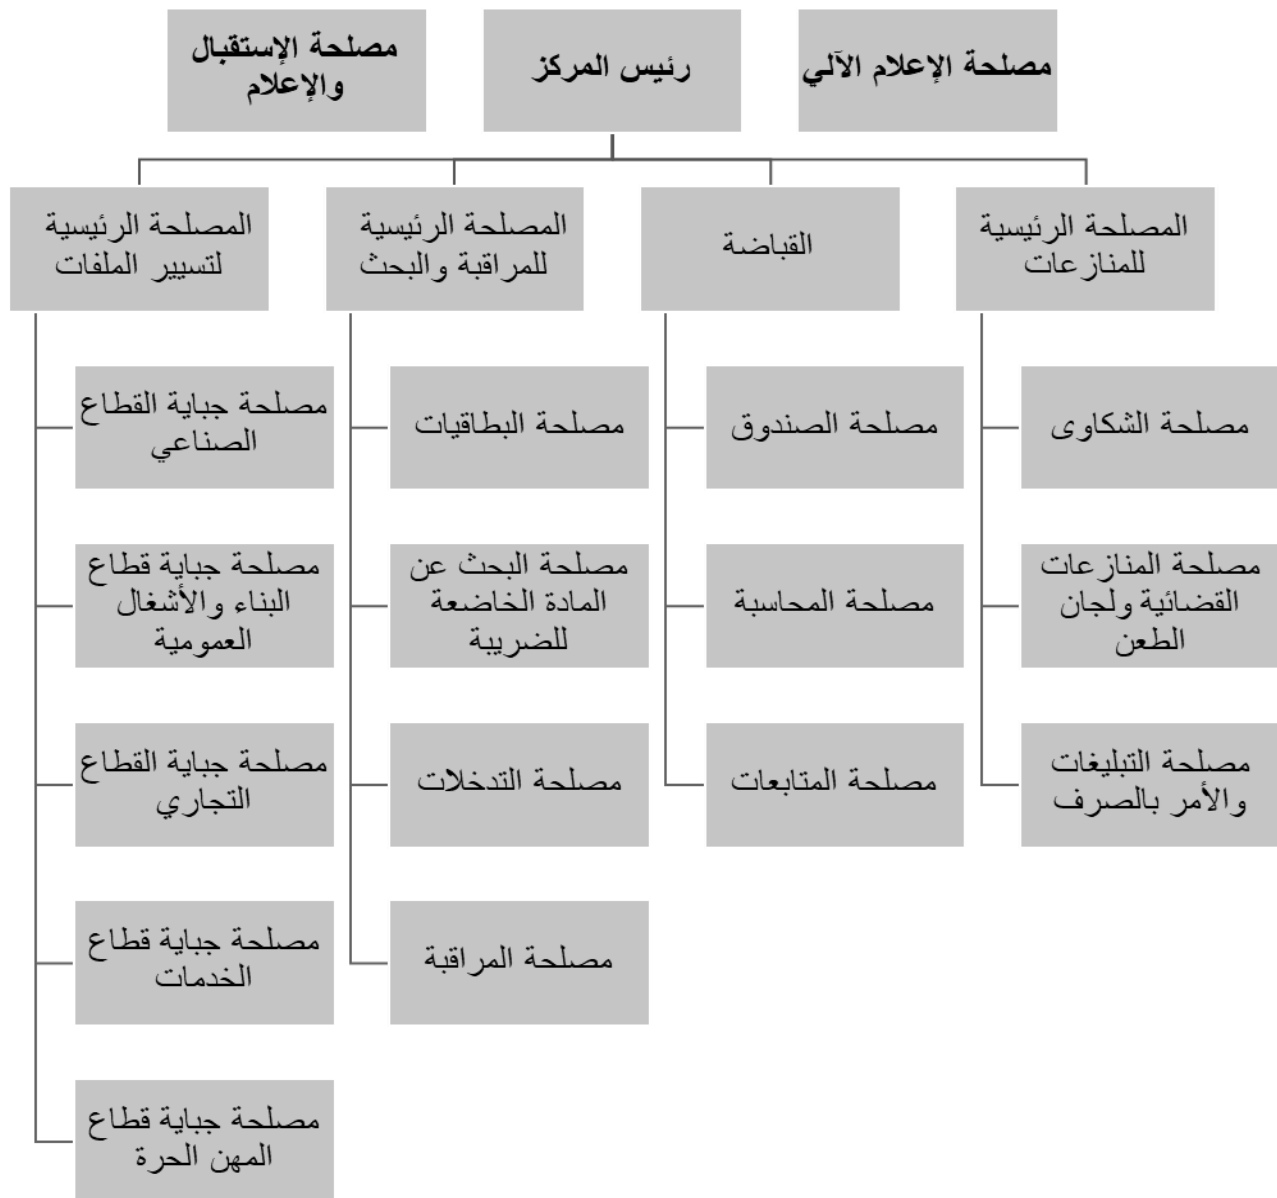 مصلحة الإعلام الآلي
رئيس المركز
مصلحة الإستقبال
والإعلام
المصلحة الرئيسية
للمنازعات
القباضة
المصلحة الرئيسية
للمراقبة والبحث
المصلحة الرئيسية
لتسيير الملفات
مصلحة الشكاوى
مصلحة الصندوق
مصلحة البطاقيات
مصلحة جباية القطاع
الصناعي
مصلحة المنازعات
القضائية ولجان
الطعن
مصلحة المحاسبة
مصلحة البحث عن
المادة الخاضعة
للضريبة
مصلحة جباية قطاع
البناء والأشغال
العمومية
مصلحة التبليغات
والأمر بالصرف
مصلحة المتابعات
مصلحة التدخلات
مصلحة جباية القطاع
التجاري
مصلحة المراقبة
مصلحة جباية قطاع
الخدمات
مصلحة جباية قطاع
المهن الحرة